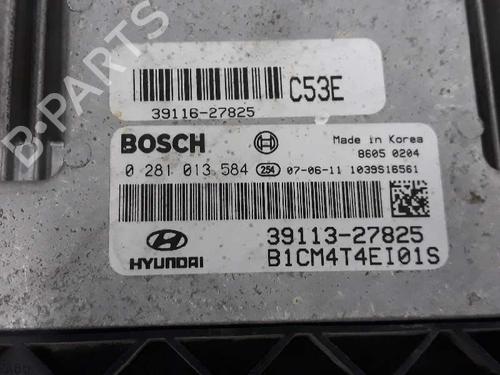 B-PARTS
C53E
39116-27825
BOSCH
Made in Korea
8605 0204
0 281 013 584 254 07-06-11 1039S16561
39113-27825
HYUNDAI
B1CM4T4EI01S